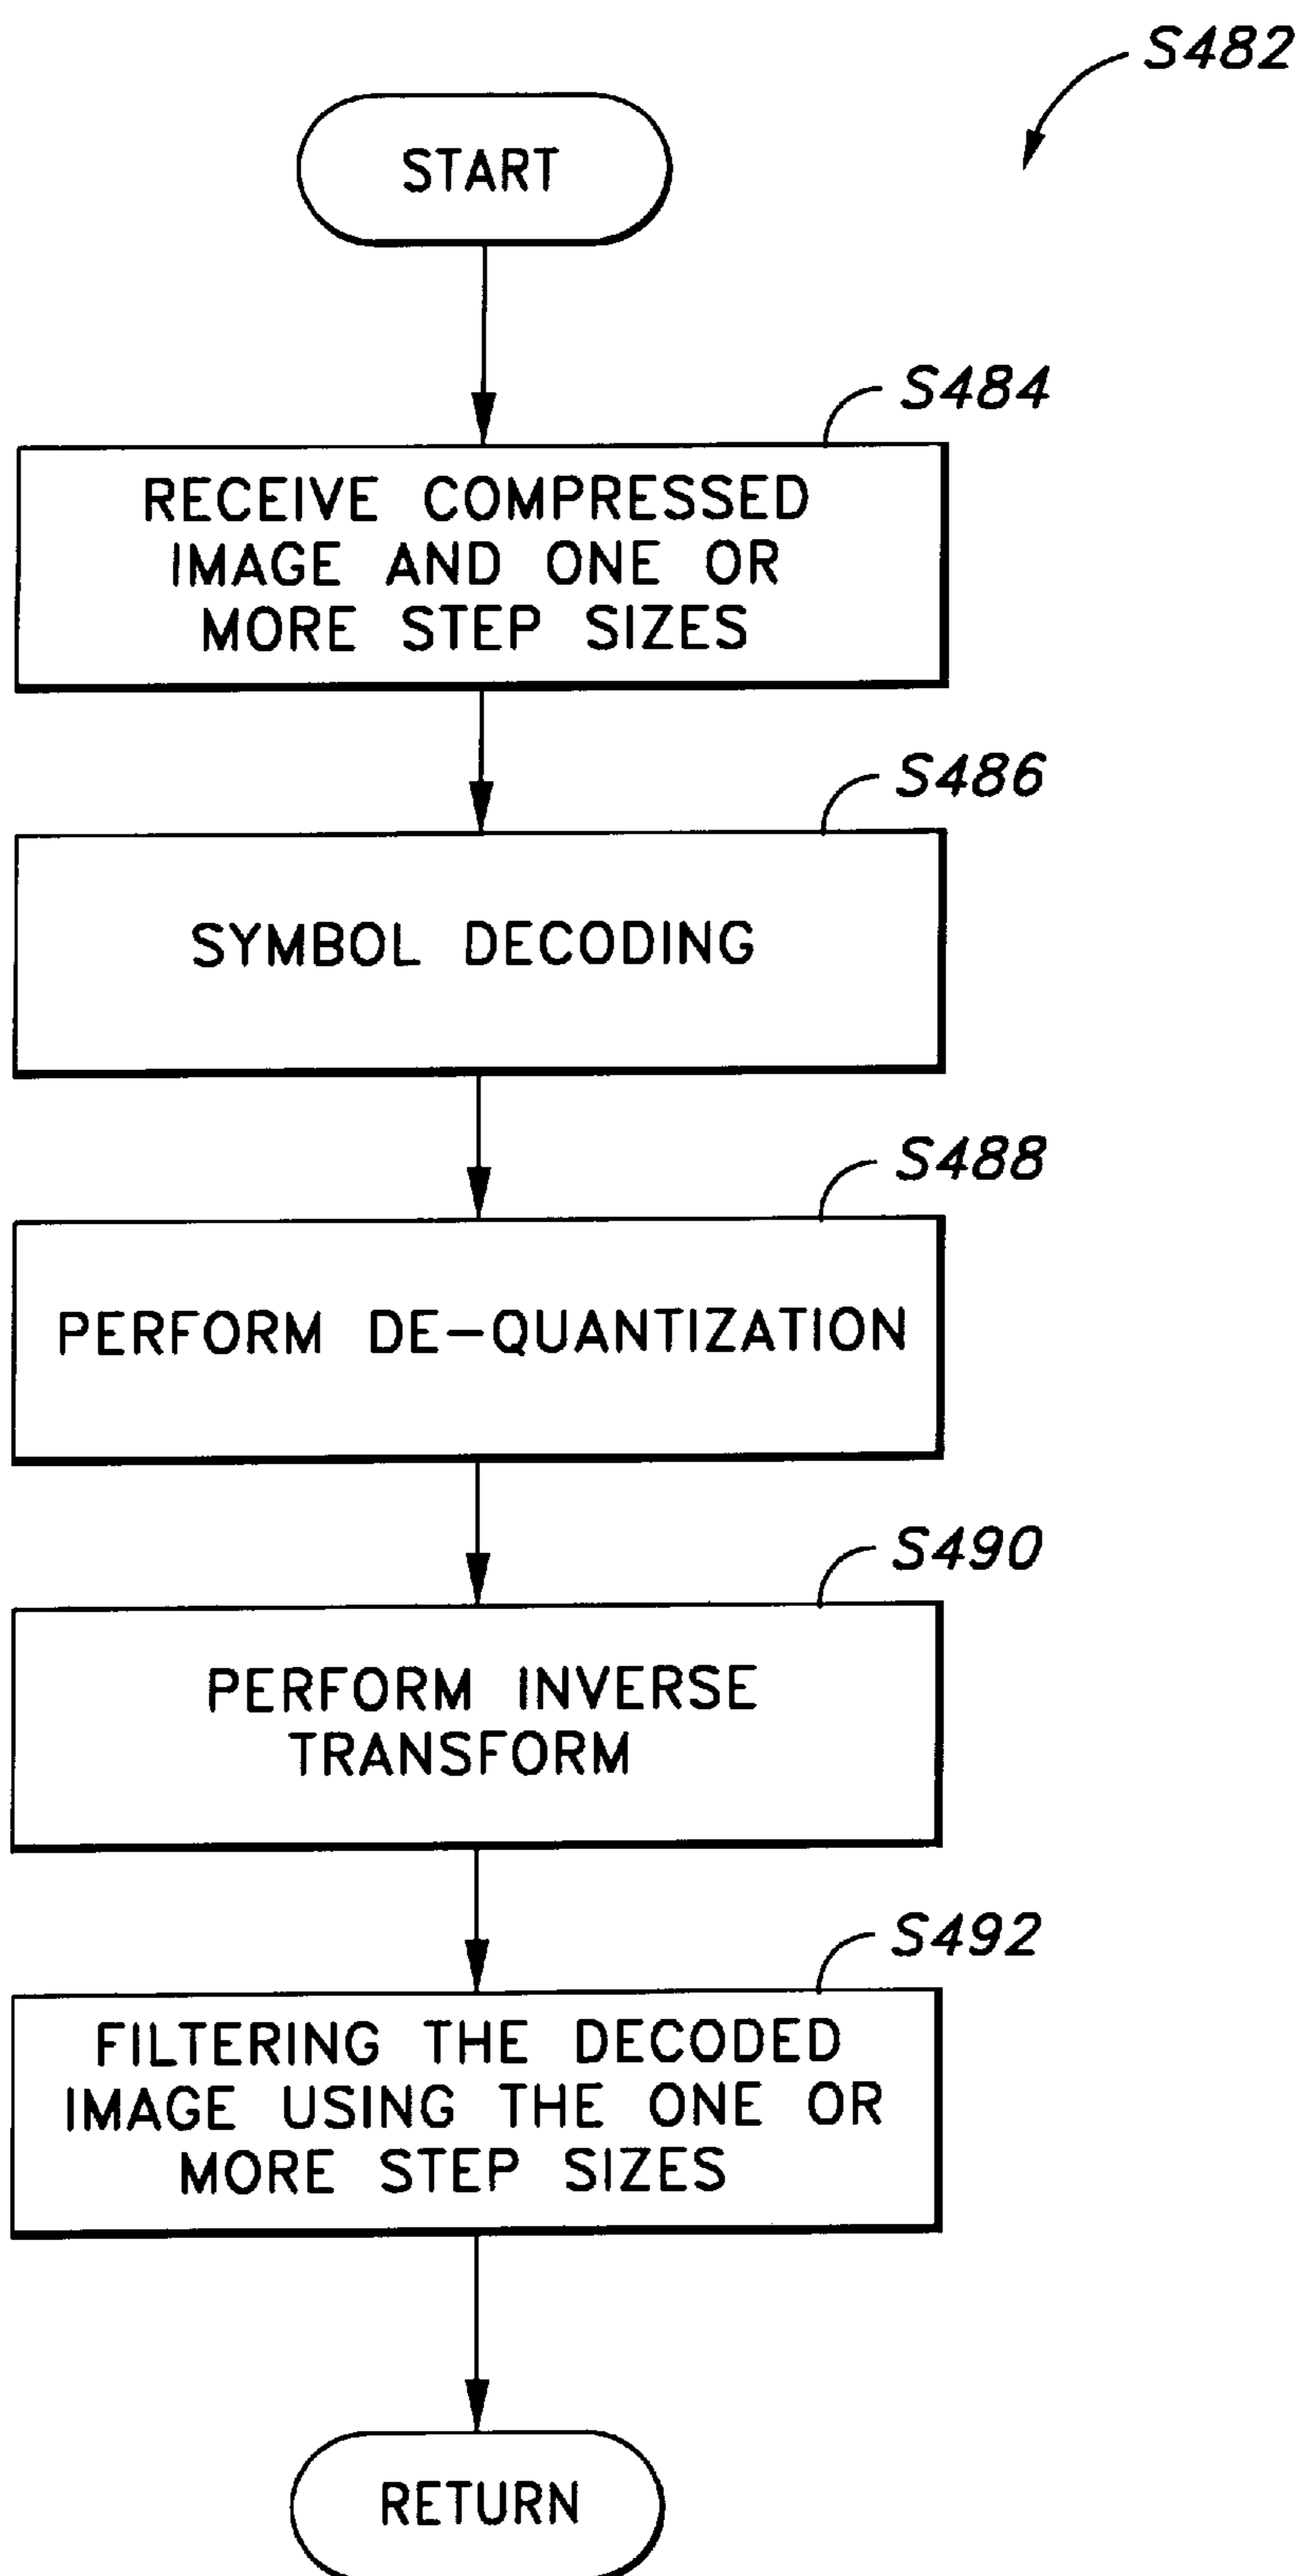 S482
START
S484
RECEIVE COMPRESSED
IMAGE AND ONE OR
MORE STEP SIZES
S486
SYMBOL DECODING
S488
PERFORM DE-QUANTIZATION
S490
PERFORM INVERSE
TRANSFORM
S492
FILTERING THE DECODED
IMAGE USING THE ONE OR
MORE STEP SIZES
RETURN